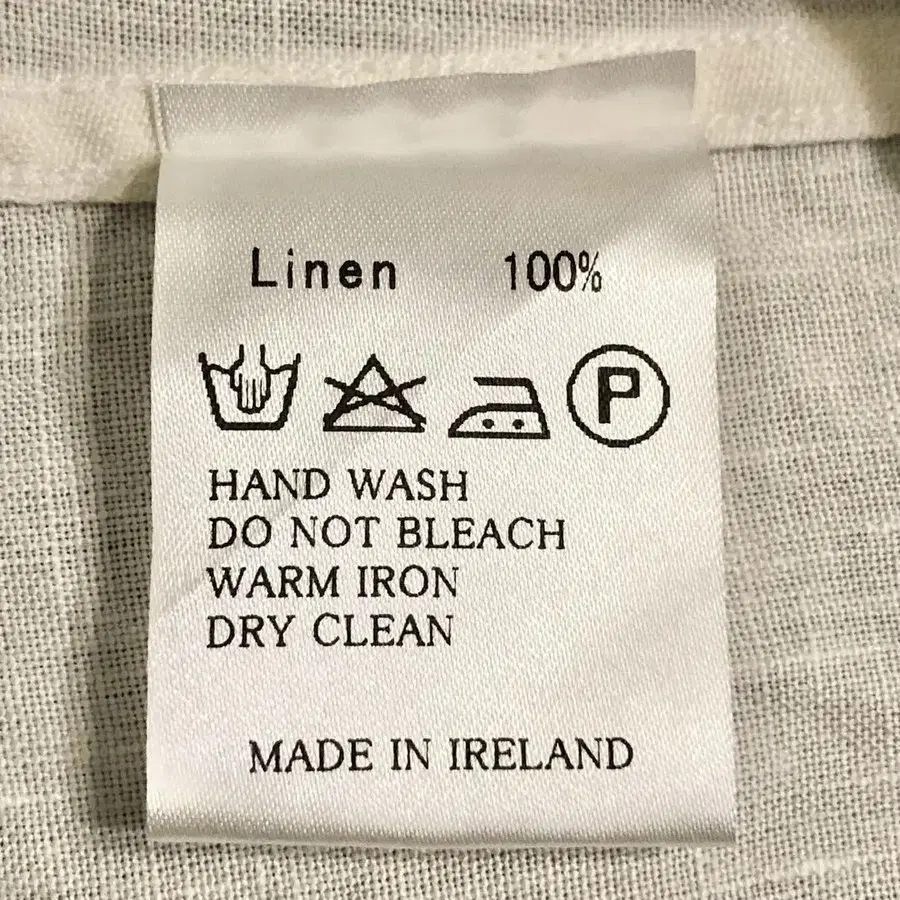 Linen 100%
P
HAND WASH
DO NOT BLEACH
WARM IRON
DRY CLEAN
MADE IN IRELAND